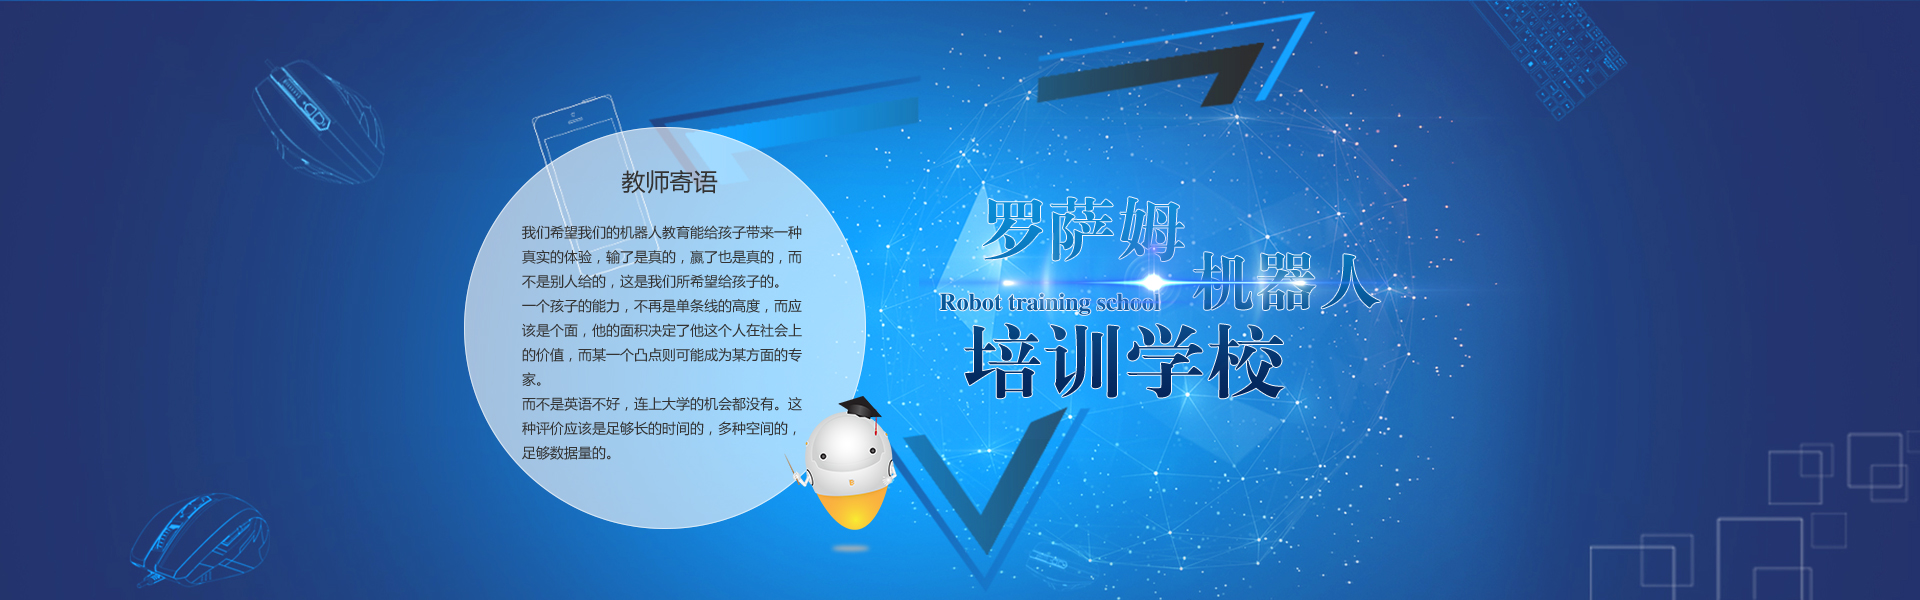 教师寄语
我们希望我们的机器人教育能给孩子带来一种
真实的体验，输了是真的，赢了也是真的，而
不是别人给的，这是我们所希望给孩子的。
一个孩子的能力，不再是单条线的高度，而应
该是个面，他的面积决定了他这个人在社会上
的价值，而某一个凸点则可能成为某方面的专
家。
而不是英语不好，连上大学的机会都没有。这
种评价应该是足够长的时间的，多种空间的，
足够数据量的。
罗萨姆
机器人
Robot training school
培训学校